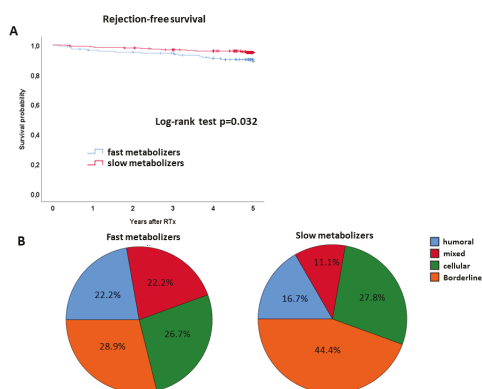 Rejection-free survival
A
1,0
0,8
0,6
0,4
0,2
0,0
Survival probability
Log-rank test p=0.032
fast metabolizers
slow metabolizers
0 1 2 3 4 5
Years after RTx
B
Fast metabolizers
22.2%
22.2%
26.7%
28.9%
Slow metabolizers
11.1%
16.7%
27.8%
44.4%
humoral
mixed
cellular
Borderline